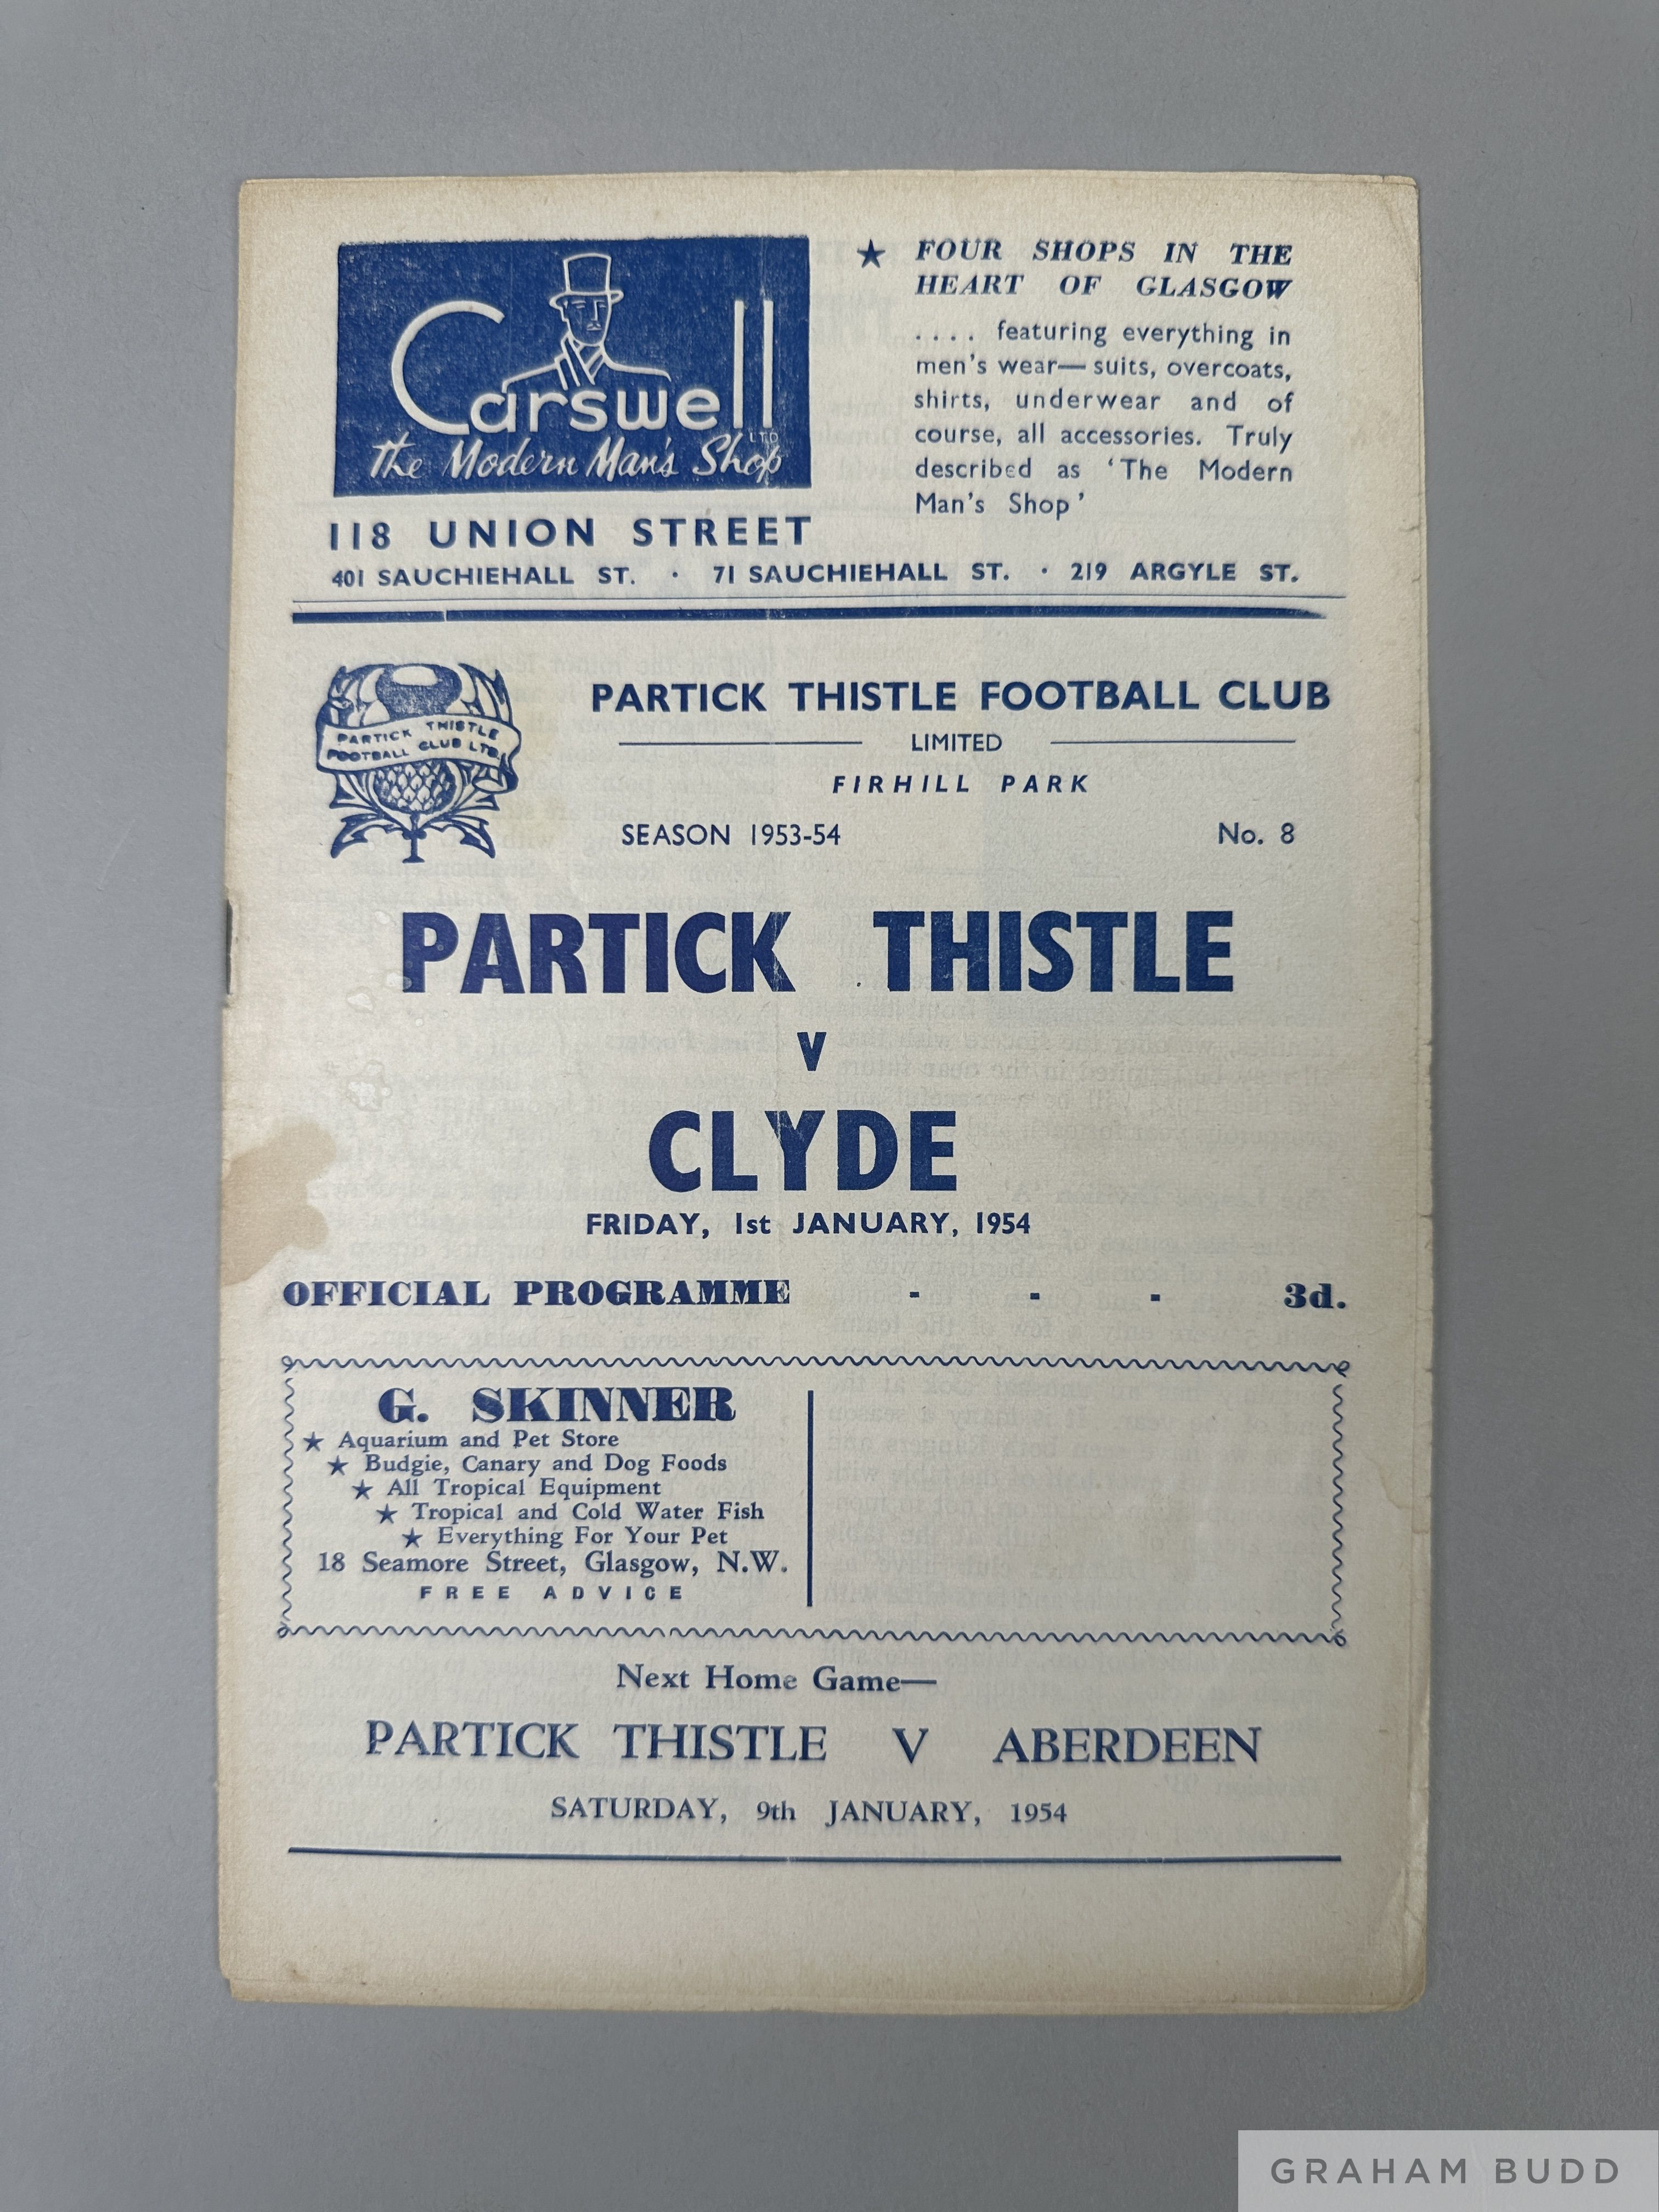 Carswell
LTD
The Modern Man's Shop
118 UNION STREET
★ FOUR SHOPS IN THE
HEART OF GLASGOW
.... featuring everything in
men's wear— suits, overcoats,
shirts, underwear and of
course, all accessories. Truly
described as 'The Modern
Man's Shop'
401 SAUCHIEHALL ST. · 71 SAUCHIEHALL ST. · 219 ARGYLE ST.
PARTICK THISTLE
FOOTBALL CLUB LTD.
PARTICK THISTLE FOOTBALL CLUB
LIMITED
FIRHILL PARK
SEASON 1953-54 No. 8
PARTICK THISTLE
v
CLYDE
FRIDAY, 1st JANUARY, 1954
OFFICIAL PROGRAMME - - - 3d.
G. SKINNER
★ Aquarium and Pet Store
★ Budgie, Canary and Dog Foods
★ All Tropical Equipment
★ Tropical and Cold Water Fish
★ Everything For Your Pet
18 Seamore Street, Glasgow, N.W.
FREE ADVICE
Next Home Game—
PARTICK THISTLE V ABERDEEN
SATURDAY, 9th JANUARY, 1954
GRAHAM BUDD